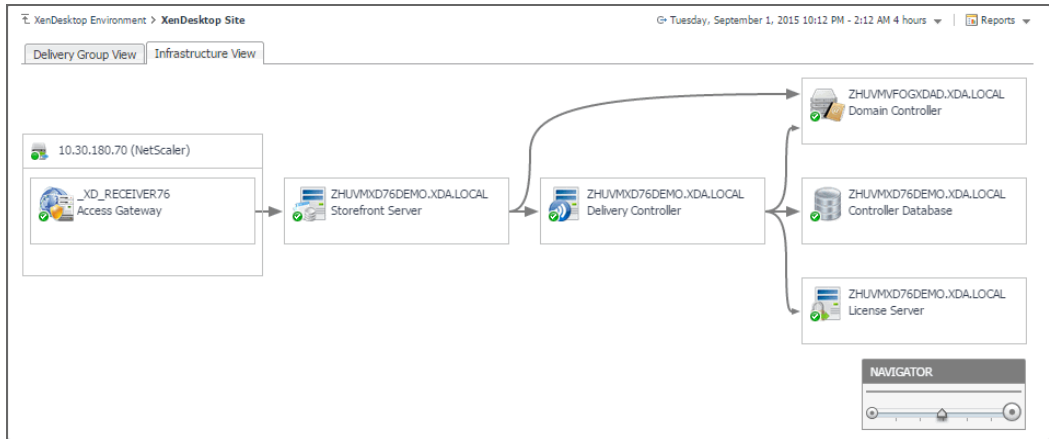 XenDesktop Environment > XenDesktop Site
Tuesday, September 1, 2015 10:12 PM - 2:12 AM 4 hours
Reports
Delivery Group View
Infrastructure View
ZHUVMVFOGXDAD.XDA.LOCAL
Domain Controller
10.30.180.70 (NetScaler)
_XD_RECEIVER76
Access Gateway
ZHUVMXD76DEMO.XDA.LOCAL
Storefront Server
ZHUVMXD76DEMO.XDA.LOCAL
Delivery Controller
ZHUVMXD76DEMO.XDA.LOCAL
Controller Database
ZHUVMXD76DEMO.XDA.LOCAL
License Server
NAVIGATOR